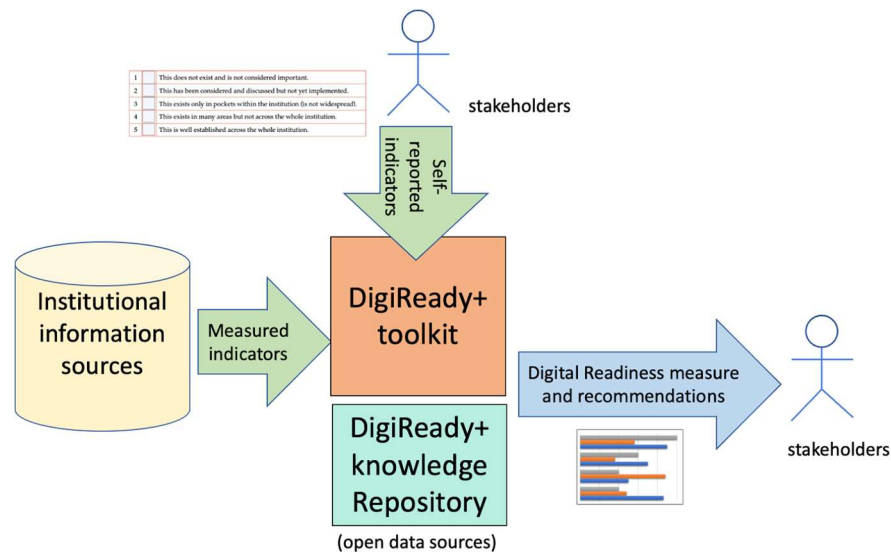 1 This does not exist and is not considered important.
2 This has been considered and discussed but not yet implemented.
3 This exists only in pockets within the institution (is not widespread).
4 This exists in many areas but not across the whole institution.
5 This is well established across the whole institution.
stakeholders
Self-
reported
indicators
Institutional
information
sources
Measured
indicators
DigiReady+
toolkit
DigiReady+
knowledge
Repository
(open data sources)
Digital Readiness measure
and recommendations
stakeholders